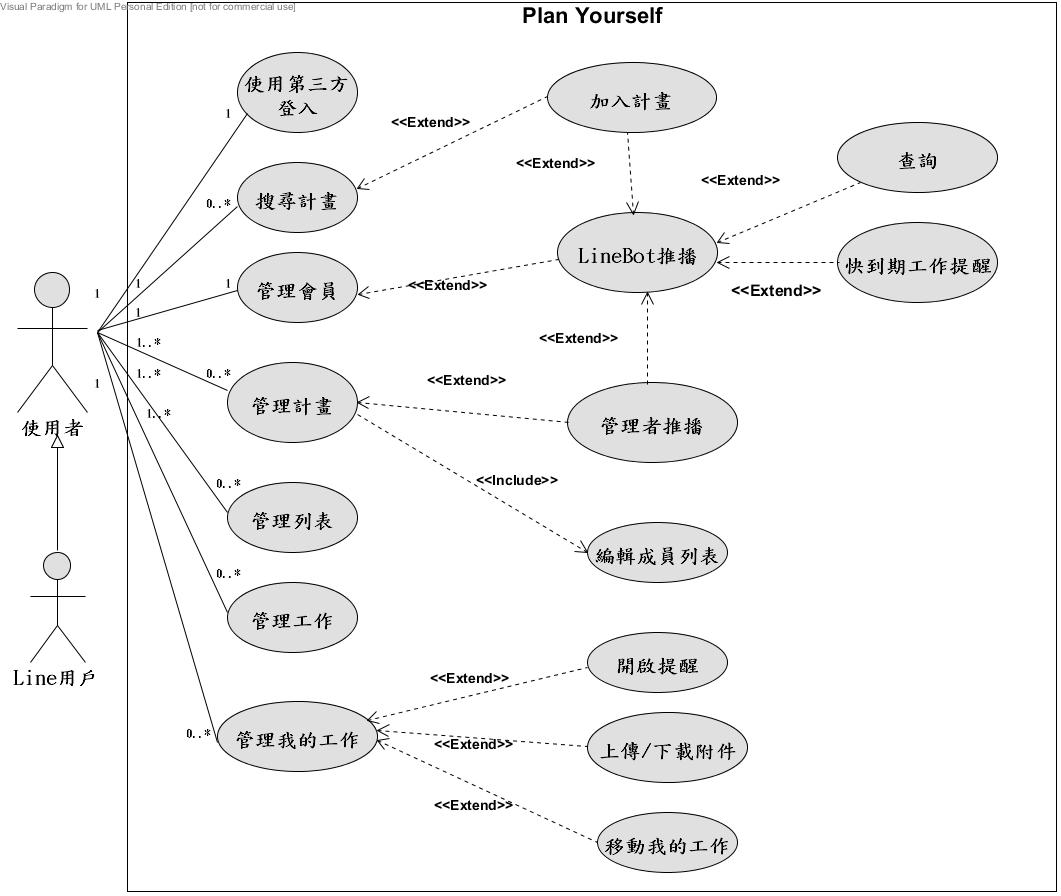 Visual Paradigm for UML Personal Edition [not for commercial use]
Plan Yourself
使用第三方
登入
加入計畫
1
<<Extend>>
<<Extend>>
查詢
<<Extend>>
搜尋計畫
0..*
LineBot推播
快到期工作提醒
<<Extend>>
1
1
1
管理會員
<<Extend>>
1
1..*
<<Extend>>
1..*
0..*
<<Extend>>
1
管理計畫
1..*
管理者推播
使用者
<<Include>>
0..*
管理列表
編輯成員列表
0..*
管理工作
開啟提醒
Line用戶
<<Extend>>
0..*
管理我的工作
<<Extend>>
上傳/下載附件
<<Extend>>
移動我的工作